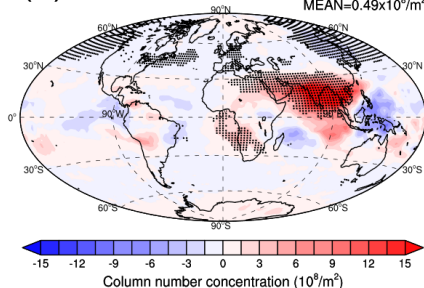 MEAN=0.49x10⁸/m²
90°N
60°N 60°N
30°N 30°N
0° 90°W
30°S 30°S
60°S 60°S
90°S
-15 -12 -9 -6 -3 0 3 6 9 12 15
Column number concentration (10⁸/m²)